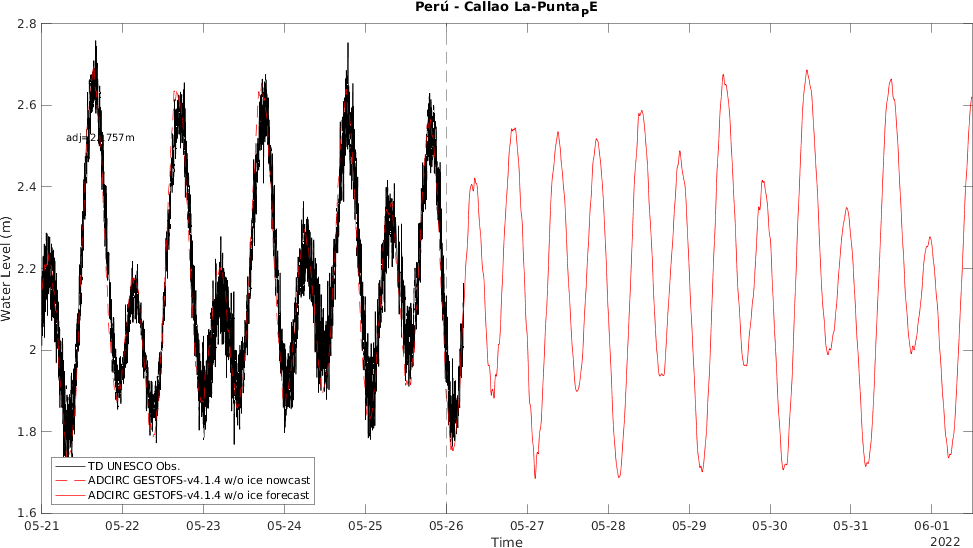 Perú - Callao La-PuntaPE
2.8
2.6
2.4
2.2
2
1.8
1.6
Water Level (m)
TD UNESCO Obs.
ADCIRC GESTOFS-v4.1.4 w/o ice nowcast
ADCIRC GESTOFS-v4.1.4 w/o ice forecast
05-21 05-22 05-23 05-24 05-25 05-26 05-27 05-28 05-29 05-30 05-31 06-01
Time
2022